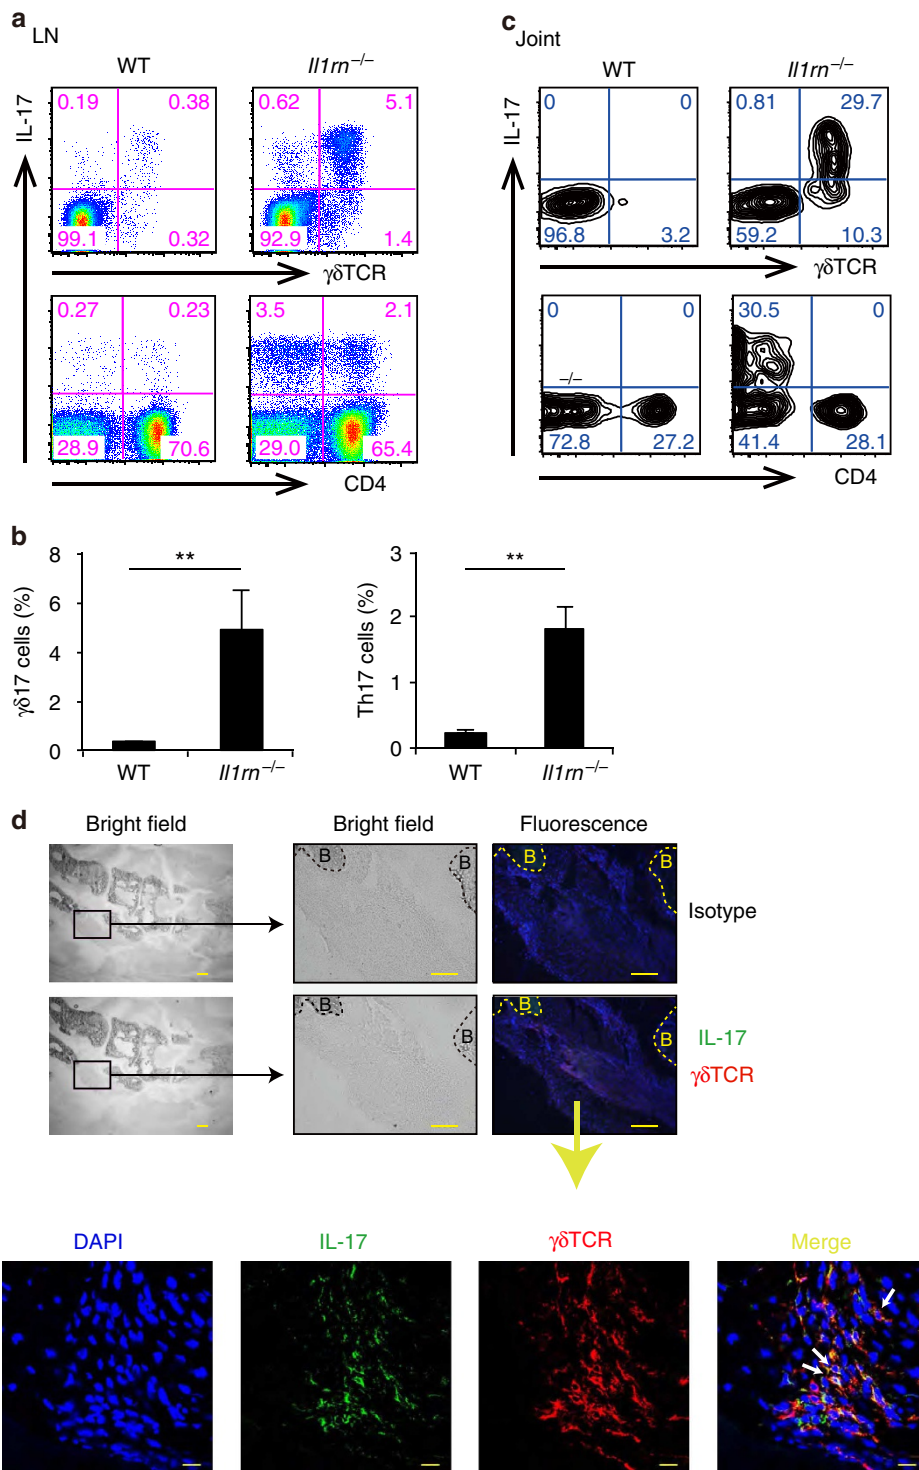 a
LN
WT Il1rn–/–
IL-17
0.19 0.38
99.1 0.32
0.62 5.1
92.9 1.4
γδTCR
0.27 0.23
28.9 70.6
3.5 2.1
29.0 65.4
CD4
c
Joint
WT Il1rn–/–
IL-17
0 0
96.8 3.2
0.81 29.7
59.2 10.3
γδTCR
0 0
–/–
72.8 27.2
30.5 0
41.4 28.1
CD4
b
γδ17 cells (%)
8
6
4
2
0
**
WT Il1rn–/–
Th17 cells (%)
3
2
1
0
**
WT Il1rn–/–
d
Bright field Bright field Fluorescence
B B B B
Isotype
B B B B
IL-17
γδTCR
DAPI IL-17 γδTCR Merge